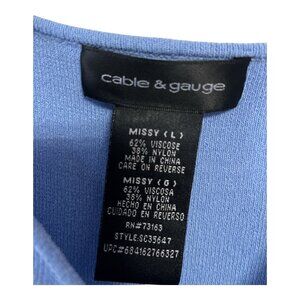 cable & gauge
MISSY (L)
62% VISCOSE
38% NYLON
MADE IN CHINA
CARE ON REVERSE
MISSY (G)
62% VISCOSA
38% NYLON
HECHO EN CHINA
CUIDADO EN REVERSO
RN#73163
STYLE:SC35647
UPC#684162766327